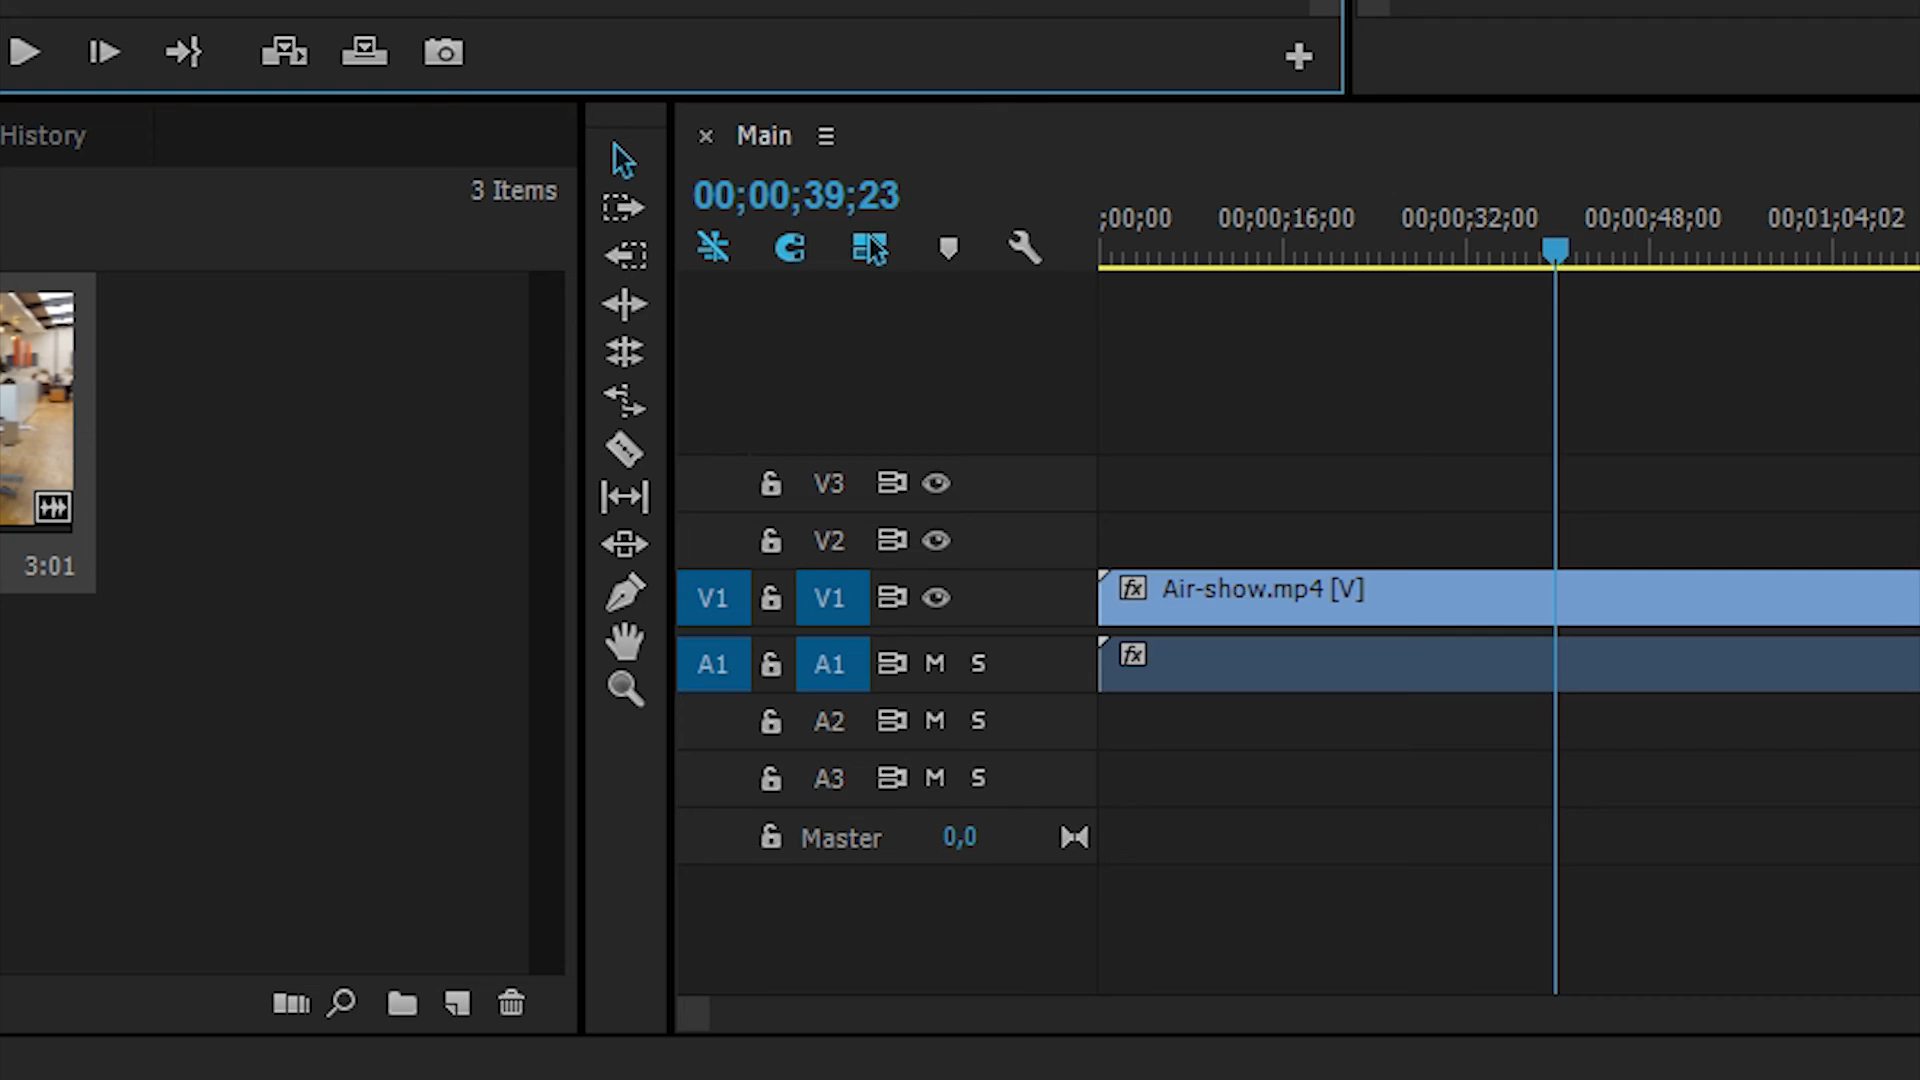 History
3 Items
3:01
× Main
00;00;39;23
;00;00 00;00;16;00 00;00;32;00 00;00;48;00 00;01;04;02
V3
V2
V1 V1
fx Air-show.mp4 [V]
A1 A1 M S
fx
A2 M S
A3 M S
Master 0,0